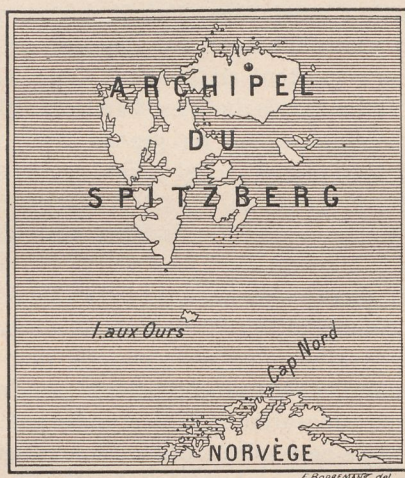 ARCHIPEL
DU
SPITZBERG
I. aux Ours
Cap Nord
NORVÈGE